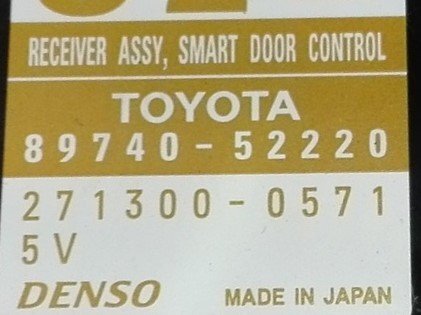 RECEIVER ASSY, SMART DOOR CONTROL
TOYOTA
89740-52220
271300-0571
5V
DENSO MADE IN JAPAN